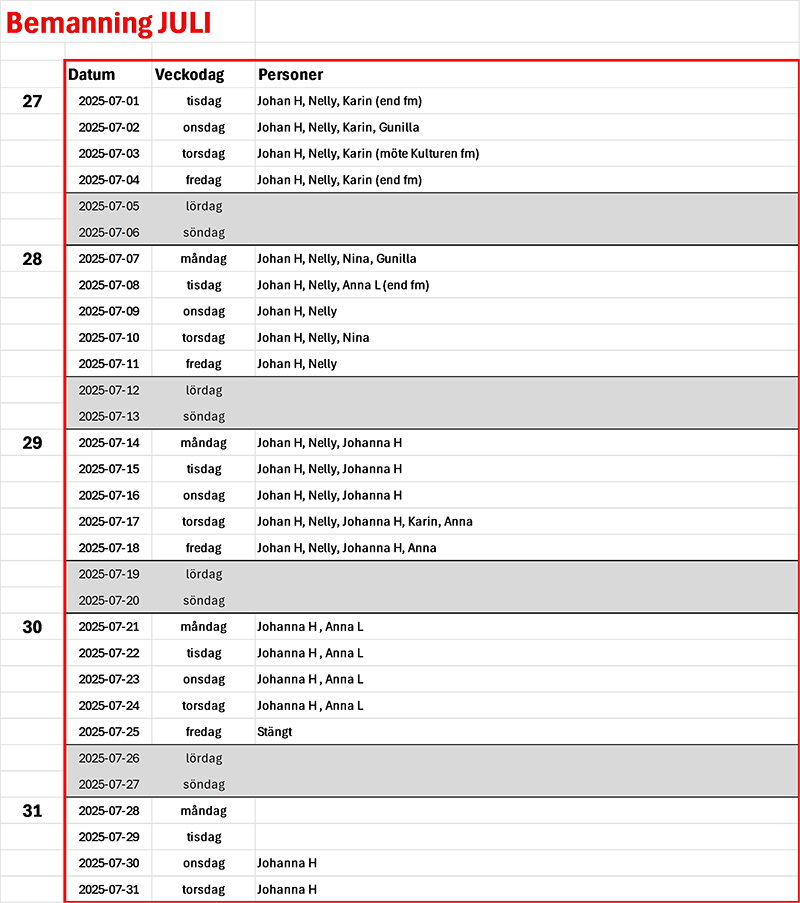 Bemanning JULI
Datum Veckodag Personer
27 2025-07-01 tisdag Johan H, Nelly, Karin (end fm)
2025-07-02 onsdag Johan H, Nelly, Karin, Gunilla
2025-07-03 torsdag Johan H, Nelly, Karin (möte Kulturen fm)
2025-07-04 fredag Johan H, Nelly, Karin (end fm)
2025-07-05 lördag
2025-07-06 söndag
28 2025-07-07 måndag Johan H, Nelly, Nina, Gunilla
2025-07-08 tisdag Johan H, Nelly, Anna L (end fm)
2025-07-09 onsdag Johan H, Nelly
2025-07-10 torsdag Johan H, Nelly, Nina
2025-07-11 fredag Johan H, Nelly
2025-07-12 lördag
2025-07-13 söndag
29 2025-07-14 måndag Johan H, Nelly, Johanna H
2025-07-15 tisdag Johan H, Nelly, Johanna H
2025-07-16 onsdag Johan H, Nelly, Johanna H
2025-07-17 torsdag Johan H, Nelly, Johanna H, Karin, Anna
2025-07-18 fredag Johan H, Nelly, Johanna H, Anna
2025-07-19 lördag
2025-07-20 söndag
30 2025-07-21 måndag Johanna H , Anna L
2025-07-22 tisdag Johanna H , Anna L
2025-07-23 onsdag Johanna H , Anna L
2025-07-24 torsdag Johanna H , Anna L
2025-07-25 fredag Stängt
2025-07-26 lördag
2025-07-27 söndag
31 2025-07-28 måndag
2025-07-29 tisdag
2025-07-30 onsdag Johanna H
2025-07-31 torsdag Johanna H